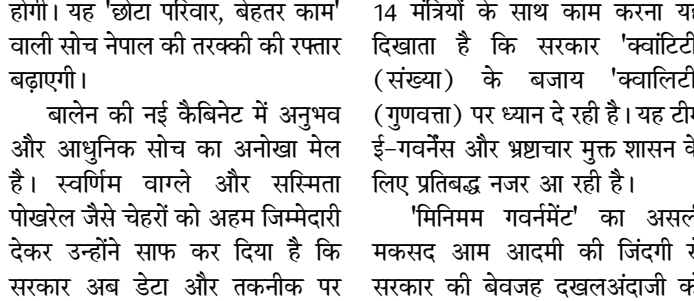 होगी। यह 'छोटा परिवार, बेहतर काम'
वाली सोच नेपाल की तरक्की की रफ्तार
बढ़ाएगी।
बालेन की नई कैबिनेट में अनुभव
और आधुनिक सोच का अनोखा मेल
है। स्वर्णिम वाग्ले और सस्मिता
पोखरेल जैसे चेहरों को अहम जिम्मेदारी
देकर उन्होंने साफ कर दिया है कि
सरकार अब डेटा और तकनीक पर
14 मंत्रियों के साथ काम करना यह
दिखाता है कि सरकार 'क्वांटिटी
(संख्या) के बजाय 'क्वालिटी
(गुणवत्ता) पर ध्यान दे रही है। यह टीम
ई-गवर्नेंस और भ्रष्टाचार मुक्त शासन के
लिए प्रतिबद्ध नजर आ रही है।
'मिनिमम गवर्नमेंट' का असली
मकसद आम आदमी की जिंदगी से
सरकार की बेवजह दखलअंदाजी को